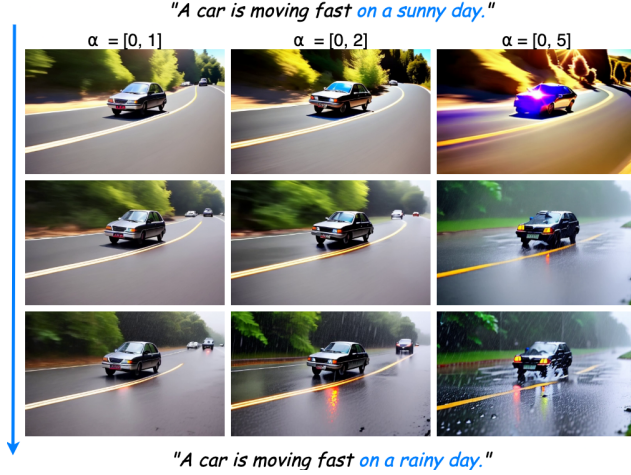 "A car is moving fast on a sunny day."
α = [0, 1] α = [0, 2] α = [0, 5]
"A car is moving fast on a rainy day."